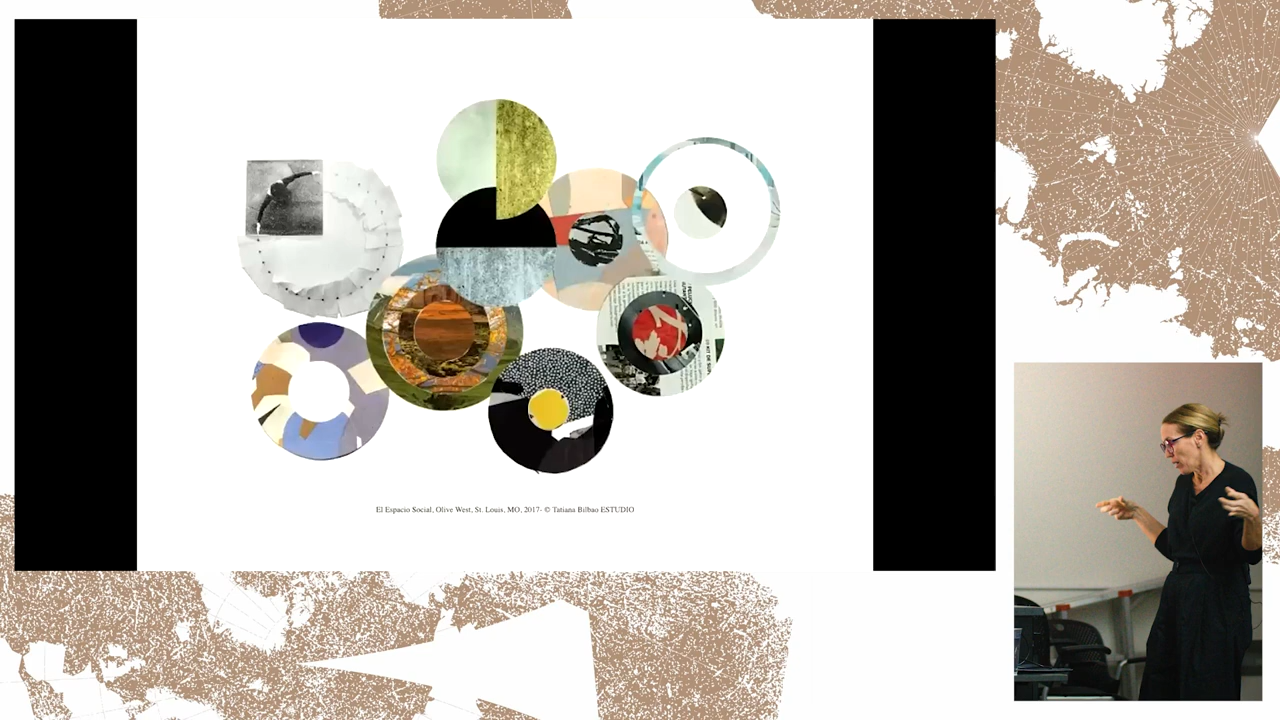 El Espacio Social, Olive West, St. Louis, MO, 2017- © Tatiana Bilbao ESTUDIO